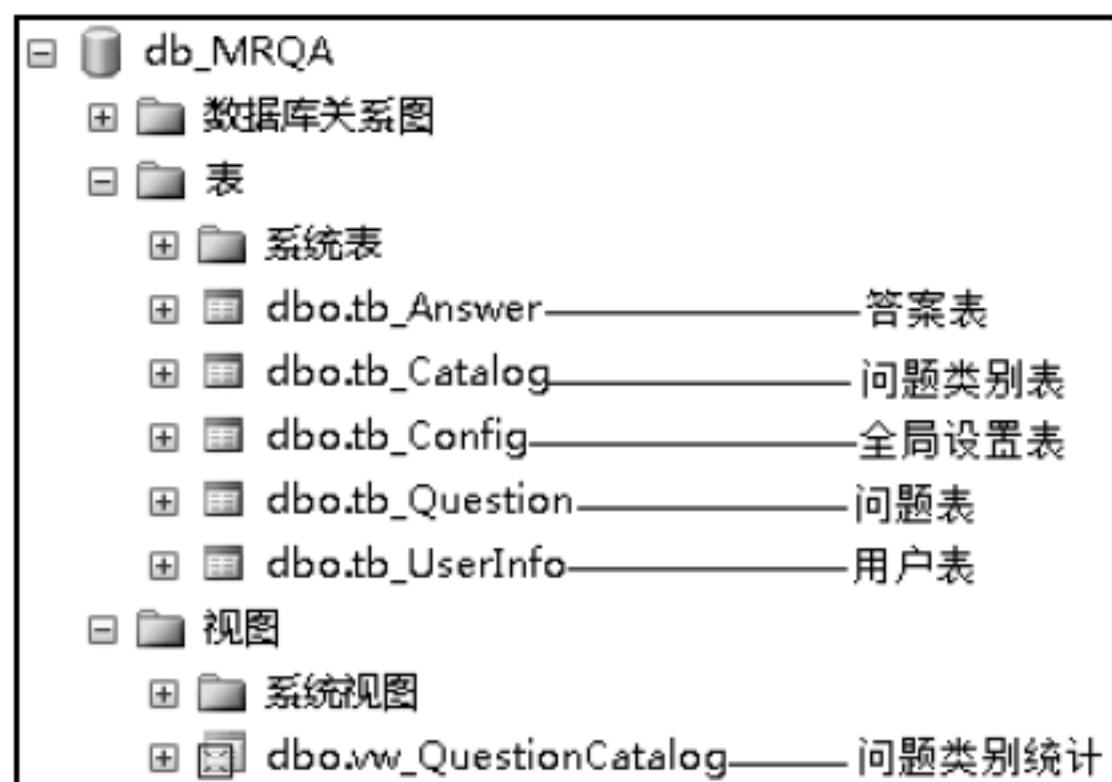 db_MRQA
数据库关系图
表
系统表
dbo.tb_Answer 答案表
dbo.tb_Catalog 问题类别表
dbo.tb_Config 全局设置表
dbo.tb_Question 问题表
dbo.tb_UserInfo 用户表
视图
系统视图
dbo.vw_QuestionCatalog 问题类别统计